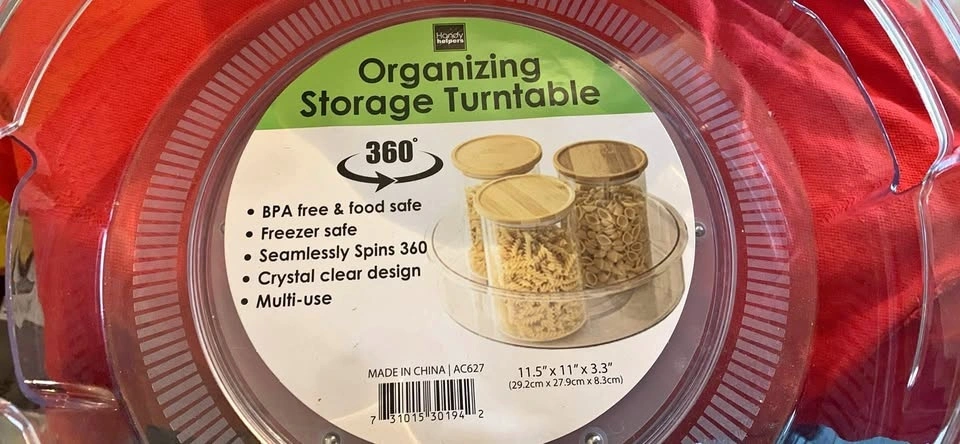 Handy
helpers
Organizing
Storage Turntable
360°
• BPA free & food safe
• Freezer safe
• Seamlessly Spins 360
• Crystal clear design
• Multi-use
MADE IN CHINA | AC627
11.5" x 11" x 3.3"
(29.2cm x 27.9cm x 8.3cm)
7 31015 30194 2